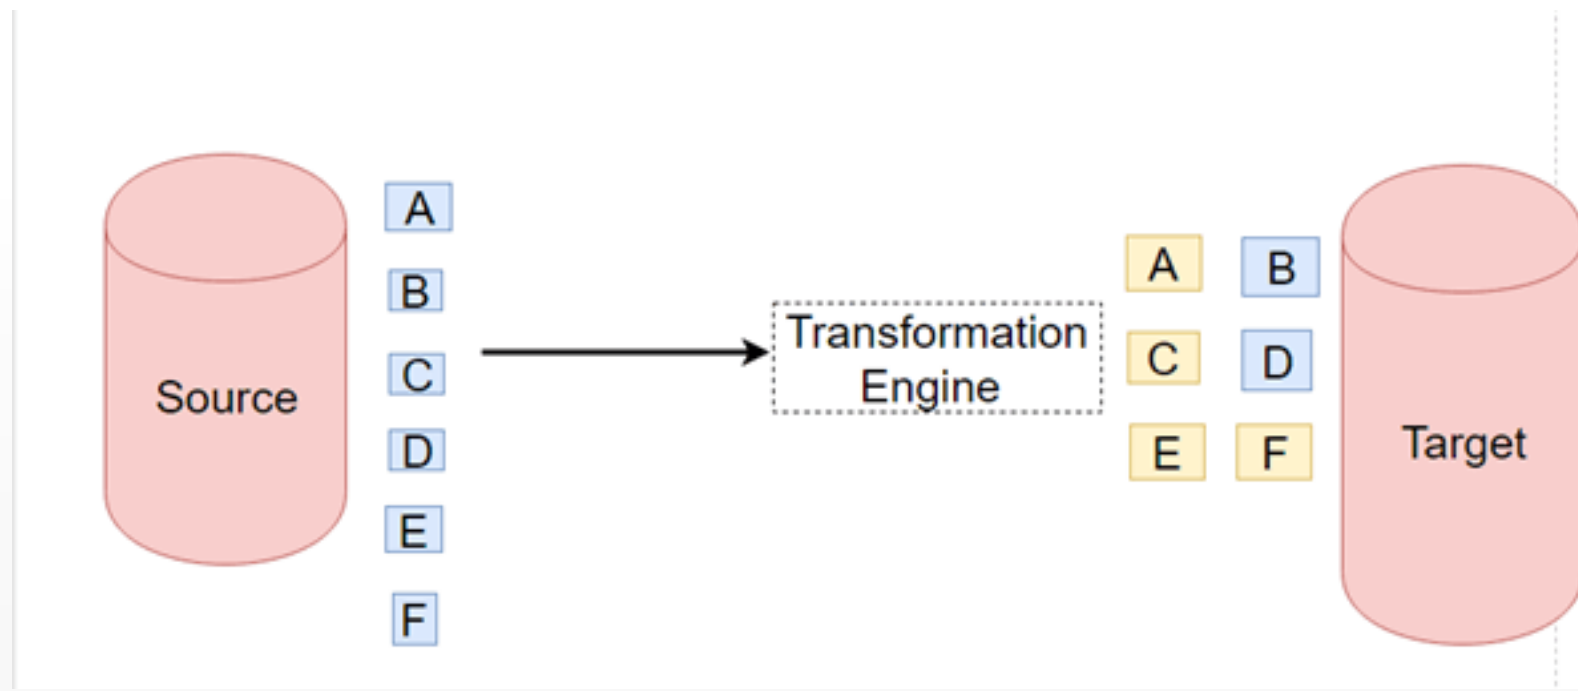 Source
A
B
C
D
E
F
Transformation
Engine
A B
C D
E F
Target